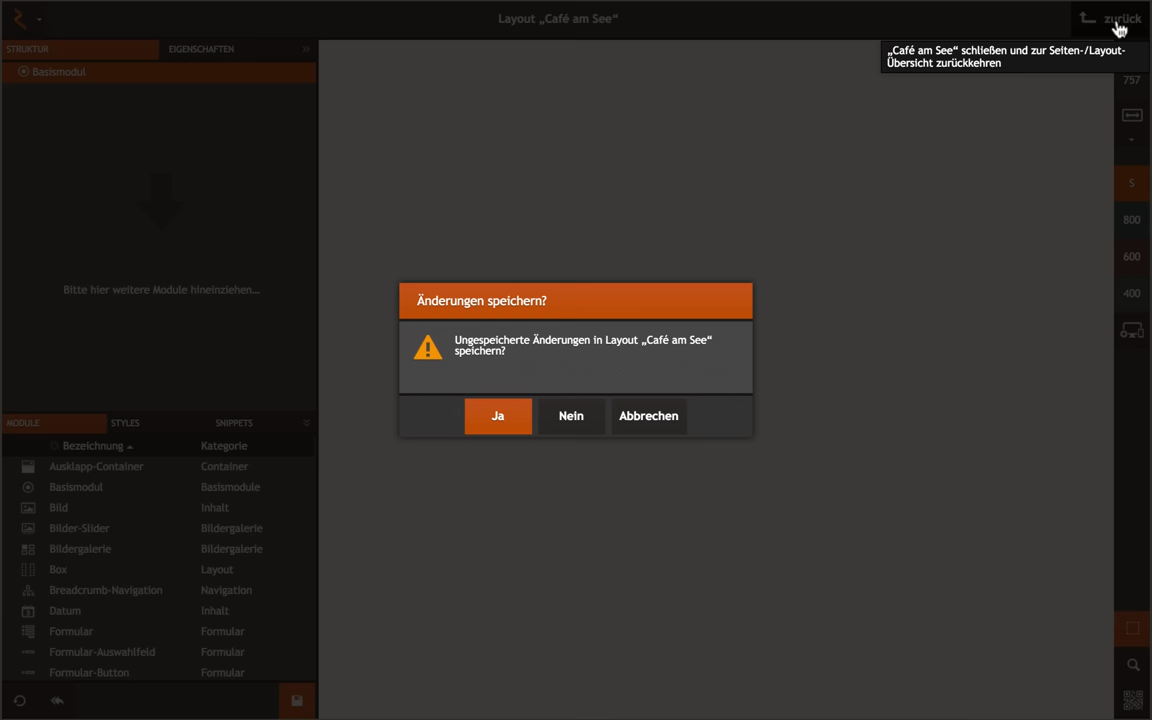 Layout „Café am See“
zurück
„Café am See“ schließen und zur Seiten-/Layout-
Übersicht zurückkehren
STRUKTUR
EIGENSCHAFTEN
»
Basismodul
757
S
800
600
400
Bitte hier weitere Module hineinziehen...
Änderungen speichern?
Ungespeicherte Änderungen in Layout „Café am See“
speichern?
Ja
Nein
Abbrechen
MODULE
STYLES
SNIPPETS
Bezeichnung
Kategorie
Ausklapp-Container
Container
Basismodul
Basismodule
Bild
Inhalt
Bilder-Slider
Bildergalerie
Bildergalerie
Bildergalerie
Box
Layout
Breadcrumb-Navigation
Navigation
Datum
Inhalt
Formular
Formular
Formular-Auswahlfeld
Formular
Formular-Button
Formular